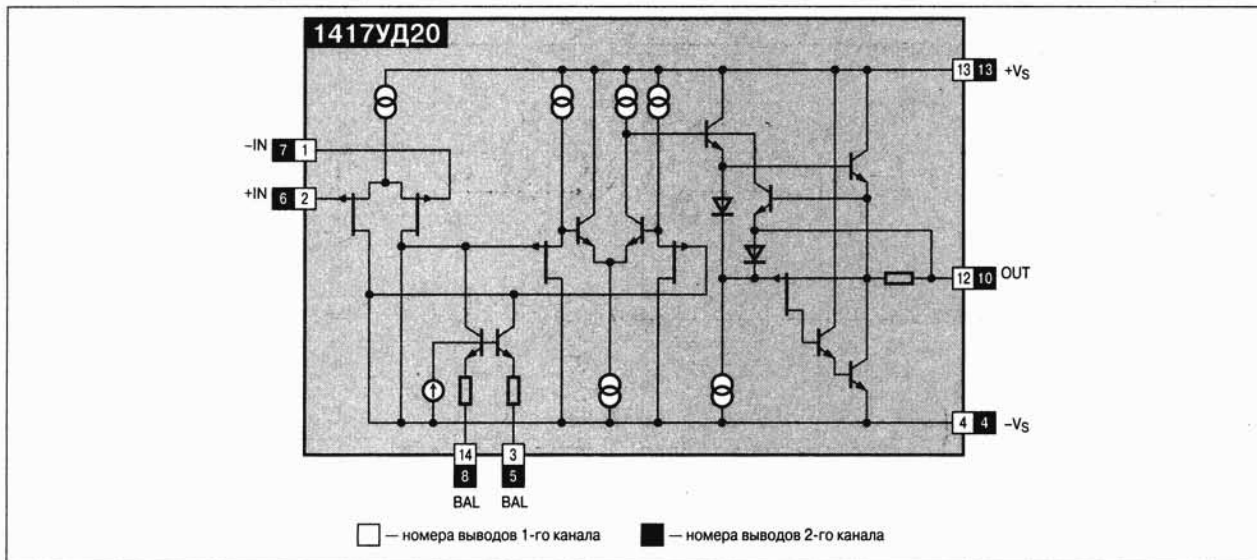 1417УД20
13 13 +VS
–IN 7 1
+IN 6 2
12 10 OUT
4 4 –VS
14 3
8 5
BAL BAL
— номера выводов 1-го канала — номера выводов 2-го канала